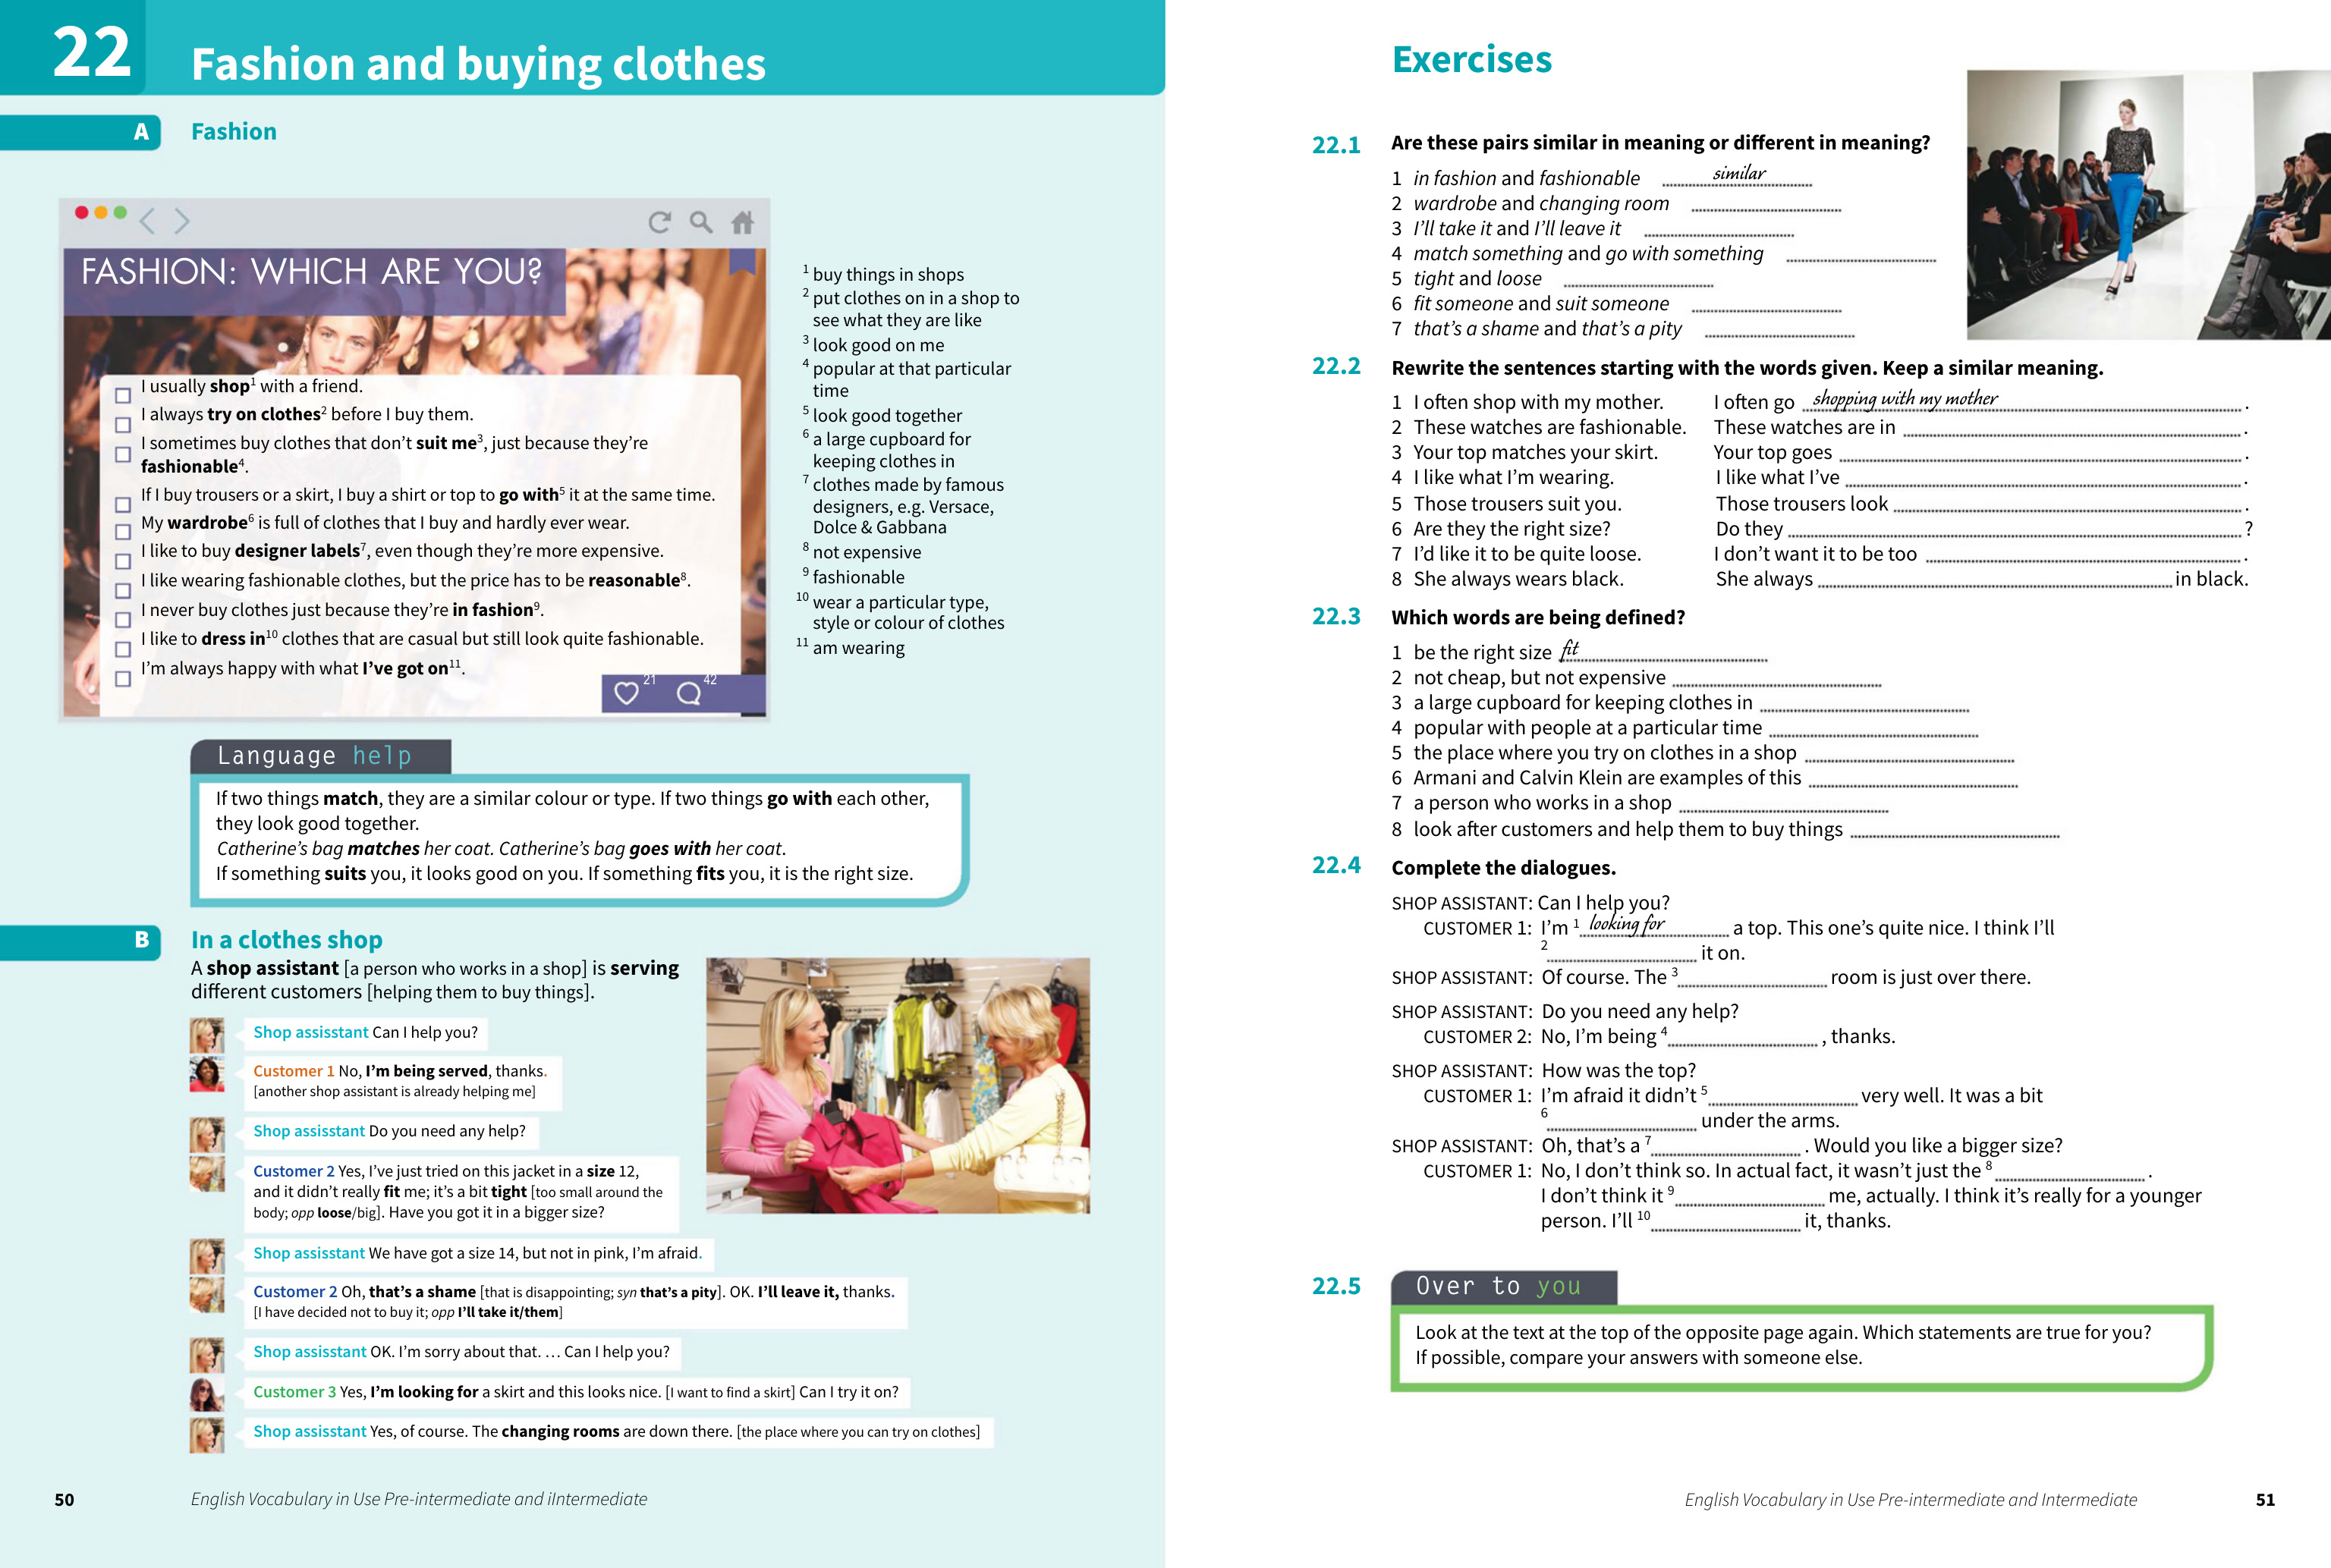 22
Fashion and buying clothes
A
Fashion
FASHION: WHICH ARE YOU?
I usually shop1 with a friend.
I always try on clothes2 before I buy them.
I sometimes buy clothes that don't suit me3, just because they're
fashionable4.
If I buy trousers or a skirt, I buy a shirt or top to go with5 it at the same time.
My wardrobe6 is full of clothes that I buy and hardly ever wear.
I like to buy designer labels7, even though they're more expensive.
I like wearing fashionable clothes, but the price has to be reasonable8.
I never buy clothes just because they're in fashion9.
I like to dress in10 clothes that are casual but still look quite fashionable.
I'm always happy with what I've got on11.
21 42
1 buy things in shops
2 put clothes on in a shop to
see what they are like
3 look good on me
4 popular at that particular
time
5 look good together
6 a large cupboard for
keeping clothes in
7 clothes made by famous
designers, e.g. Versace,
Dolce & Gabbana
8 not expensive
9 fashionable
10 wear a particular type,
style or colour of clothes
11 am wearing
Language help
If two things match, they are a similar colour or type. If two things go with each other,
they look good together.
Catherine's bag matches her coat. Catherine's bag goes with her coat.
If something suits you, it looks good on you. If something fits you, it is the right size.
B
In a clothes shop
A shop assistant [a person who works in a shop] is serving
different customers [helping them to buy things].
Shop assisstant Can I help you?
Customer 1 No, I'm being served, thanks.
[another shop assistant is already helping me]
Shop assisstant Do you need any help?
Customer 2 Yes, I've just tried on this jacket in a size 12,
and it didn't really fit me; it's a bit tight [too small around the
body; opp loose/big]. Have you got it in a bigger size?
Shop assisstant We have got a size 14, but not in pink, I'm afraid.
Customer 2 Oh, that's a shame [that is disappointing; syn that's a pity]. OK. I'll leave it, thanks.
[I have decided not to buy it; opp I'll take it/them]
Shop assisstant OK. I'm sorry about that. … Can I help you?
Customer 3 Yes, I'm looking for a skirt and this looks nice. [I want to find a skirt] Can I try it on?
Shop assisstant Yes, of course. The changing rooms are down there. [the place where you can try on clothes]
50
English Vocabulary in Use Pre-intermediate and iIntermediate
Exercises
22.1 Are these pairs similar in meaning or different in meaning?
1 in fashion and fashionable similar
2 wardrobe and changing room
3 I'll take it and I'll leave it
4 match something and go with something
5 tight and loose
6 fit someone and suit someone
7 that's a shame and that's a pity
22.2 Rewrite the sentences starting with the words given. Keep a similar meaning.
1 I often shop with my mother. I often go shopping with my mother .
2 These watches are fashionable. These watches are in .
3 Your top matches your skirt. Your top goes .
4 I like what I'm wearing. I like what I've .
5 Those trousers suit you. Those trousers look .
6 Are they the right size? Do they ?
7 I'd like it to be quite loose. I don't want it to be too .
8 She always wears black. She always in black.
22.3 Which words are being defined?
1 be the right size fit
2 not cheap, but not expensive
3 a large cupboard for keeping clothes in
4 popular with people at a particular time
5 the place where you try on clothes in a shop
6 Armani and Calvin Klein are examples of this
7 a person who works in a shop
8 look after customers and help them to buy things
22.4 Complete the dialogues.
SHOP ASSISTANT: Can I help you?
CUSTOMER 1: I'm 1 looking for a top. This one's quite nice. I think I'll
2 it on.
SHOP ASSISTANT: Of course. The 3 room is just over there.
SHOP ASSISTANT: Do you need any help?
CUSTOMER 2: No, I'm being 4 , thanks.
SHOP ASSISTANT: How was the top?
CUSTOMER 1: I'm afraid it didn't 5 very well. It was a bit
6 under the arms.
SHOP ASSISTANT: Oh, that's a 7 . Would you like a bigger size?
CUSTOMER 1: No, I don't think so. In actual fact, it wasn't just the 8 .
I don't think it 9 me, actually. I think it's really for a younger
person. I'll 10 it, thanks.
22.5 Over to you
Look at the text at the top of the opposite page again. Which statements are true for you?
If possible, compare your answers with someone else.
English Vocabulary in Use Pre-intermediate and Intermediate
51